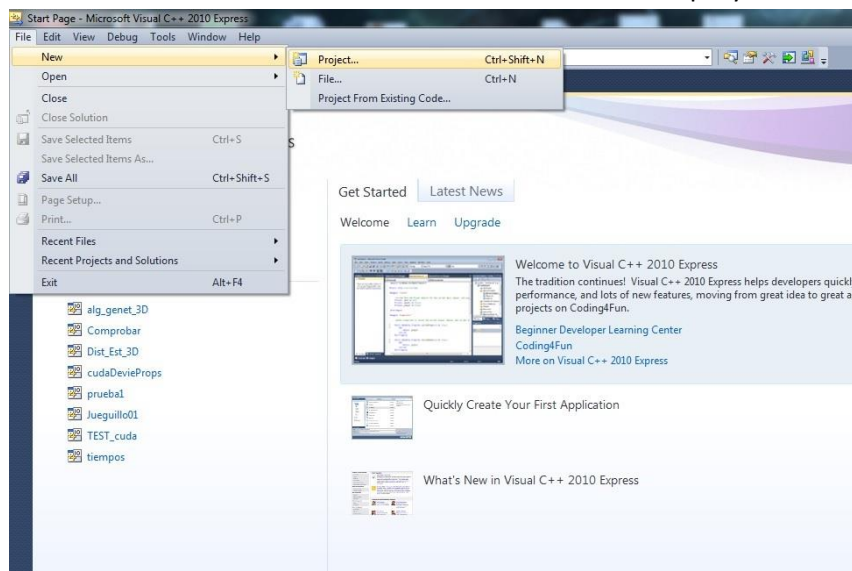 Start Page - Microsoft Visual C++ 2010 Express
File Edit View Debug Tools Window Help
New
Open
Close
Close Solution
Save Selected Items Ctrl+S
Save Selected Items As...
Save All Ctrl+Shift+S
Page Setup...
Print... Ctrl+P
Recent Files
Recent Projects and Solutions
Exit Alt+F4
Project... Ctrl+Shift+N
File... Ctrl+N
Project From Existing Code...
s
Get Started Latest News
Welcome Learn Upgrade
Welcome to Visual C++ 2010 Express
The tradition continues! Visual C++ 2010 Express helps developers quickl
performance, and lots of new features, moving from great idea to great a
projects on Coding4Fun.
Beginner Developer Learning Center
Coding4Fun
More on Visual C++ 2010 Express
Quickly Create Your First Application
What's New in Visual C++ 2010 Express
alg_genet_3D
Comprobar
Dist_Est_3D
cudaDevieProps
prueba1
Jueguillo01
TEST_cuda
tiempos